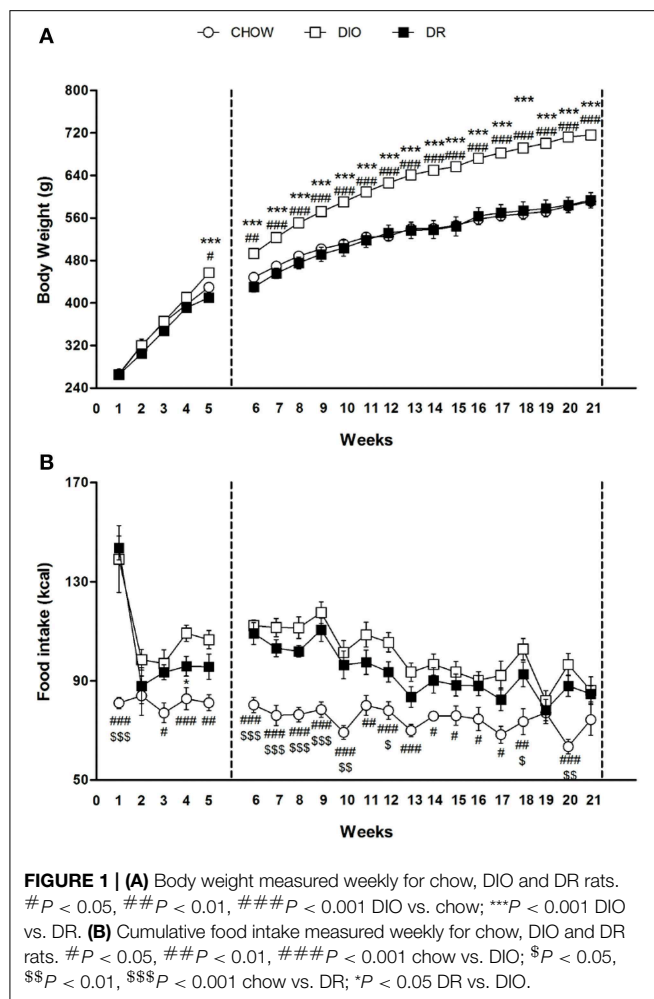 A
CHOW DIO DR
800
720
640
560
480
400
320
240
Body Weight (g)
*** *** *** *** *** *** *** *** *** *** *** *** *** *** *** *** ***
# ## ### ### ### ### ### ### ### ### ### ### ### ### ### ### ###
0 1 2 3 4 5 6 7 8 9 10 11 12 13 14 15 16 17 18 19 20 21
Weeks
B
170
130
90
50
Food intake (kcal)
*
### # ### ## ### ### ### ### ### ## ### ### # # # # ## ###
$$$ $$$ $$$ $$$ $$$ $$ $ $ $$
0 1 2 3 4 5 6 7 8 9 10 11 12 13 14 15 16 17 18 19 20 21
Weeks
FIGURE 1 | (A) Body weight measured weekly for chow, DIO and DR rats.
#P < 0.05, ##P < 0.01, ###P < 0.001 DIO vs. chow; ***P < 0.001 DIO
vs. DR. (B) Cumulative food intake measured weekly for chow, DIO and DR
rats. #P < 0.05, ##P < 0.01, ###P < 0.001 chow vs. DIO; $P < 0.05,
$$P < 0.01, $$$P < 0.001 chow vs. DR; *P < 0.05 DR vs. DIO.